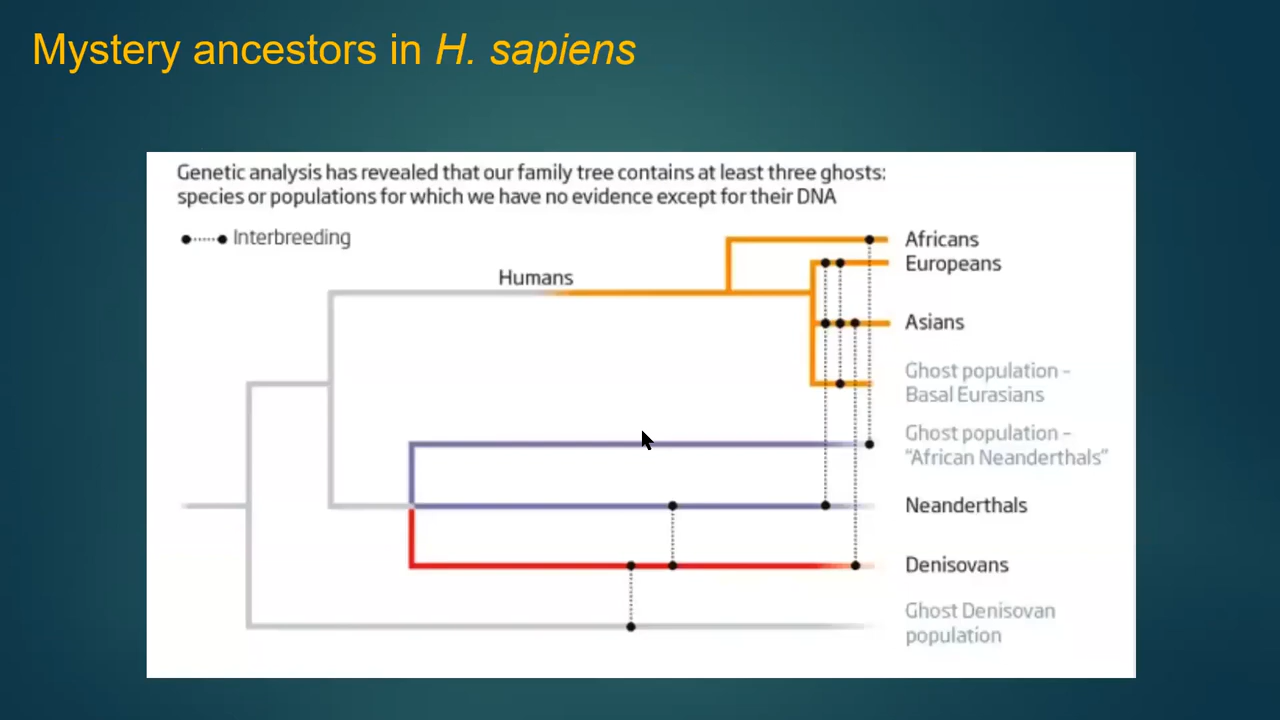 Mystery ancestors in H. sapiens
Genetic analysis has revealed that our family tree contains at least three ghosts:
species or populations for which we have no evidence except for their DNA
Interbreeding
Humans
Africans
Europeans
Asians
Ghost population –
Basal Eurasians
Ghost population –
“African Neanderthals”
Neanderthals
Denisovans
Ghost Denisovan
population